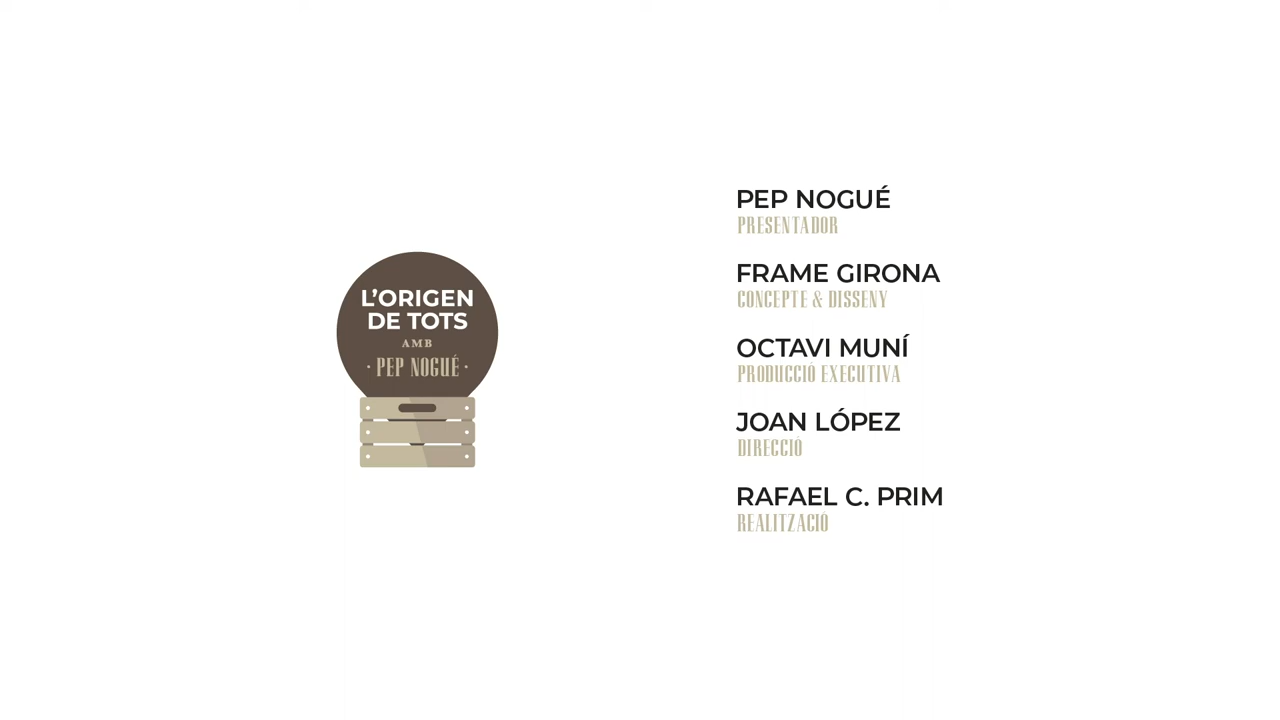 L'ORIGEN
DE TOTS
AMB
· PEP NOGUÉ ·
PEP NOGUÉ
PRESENTADOR
FRAME GIRONA
CONCEPTE & DISSENY
OCTAVI MUNÍ
PRODUCCIÓ EXECUTIVA
JOAN LÓPEZ
DIRECCIÓ
RAFAEL C. PRIM
REALITZACIÓ